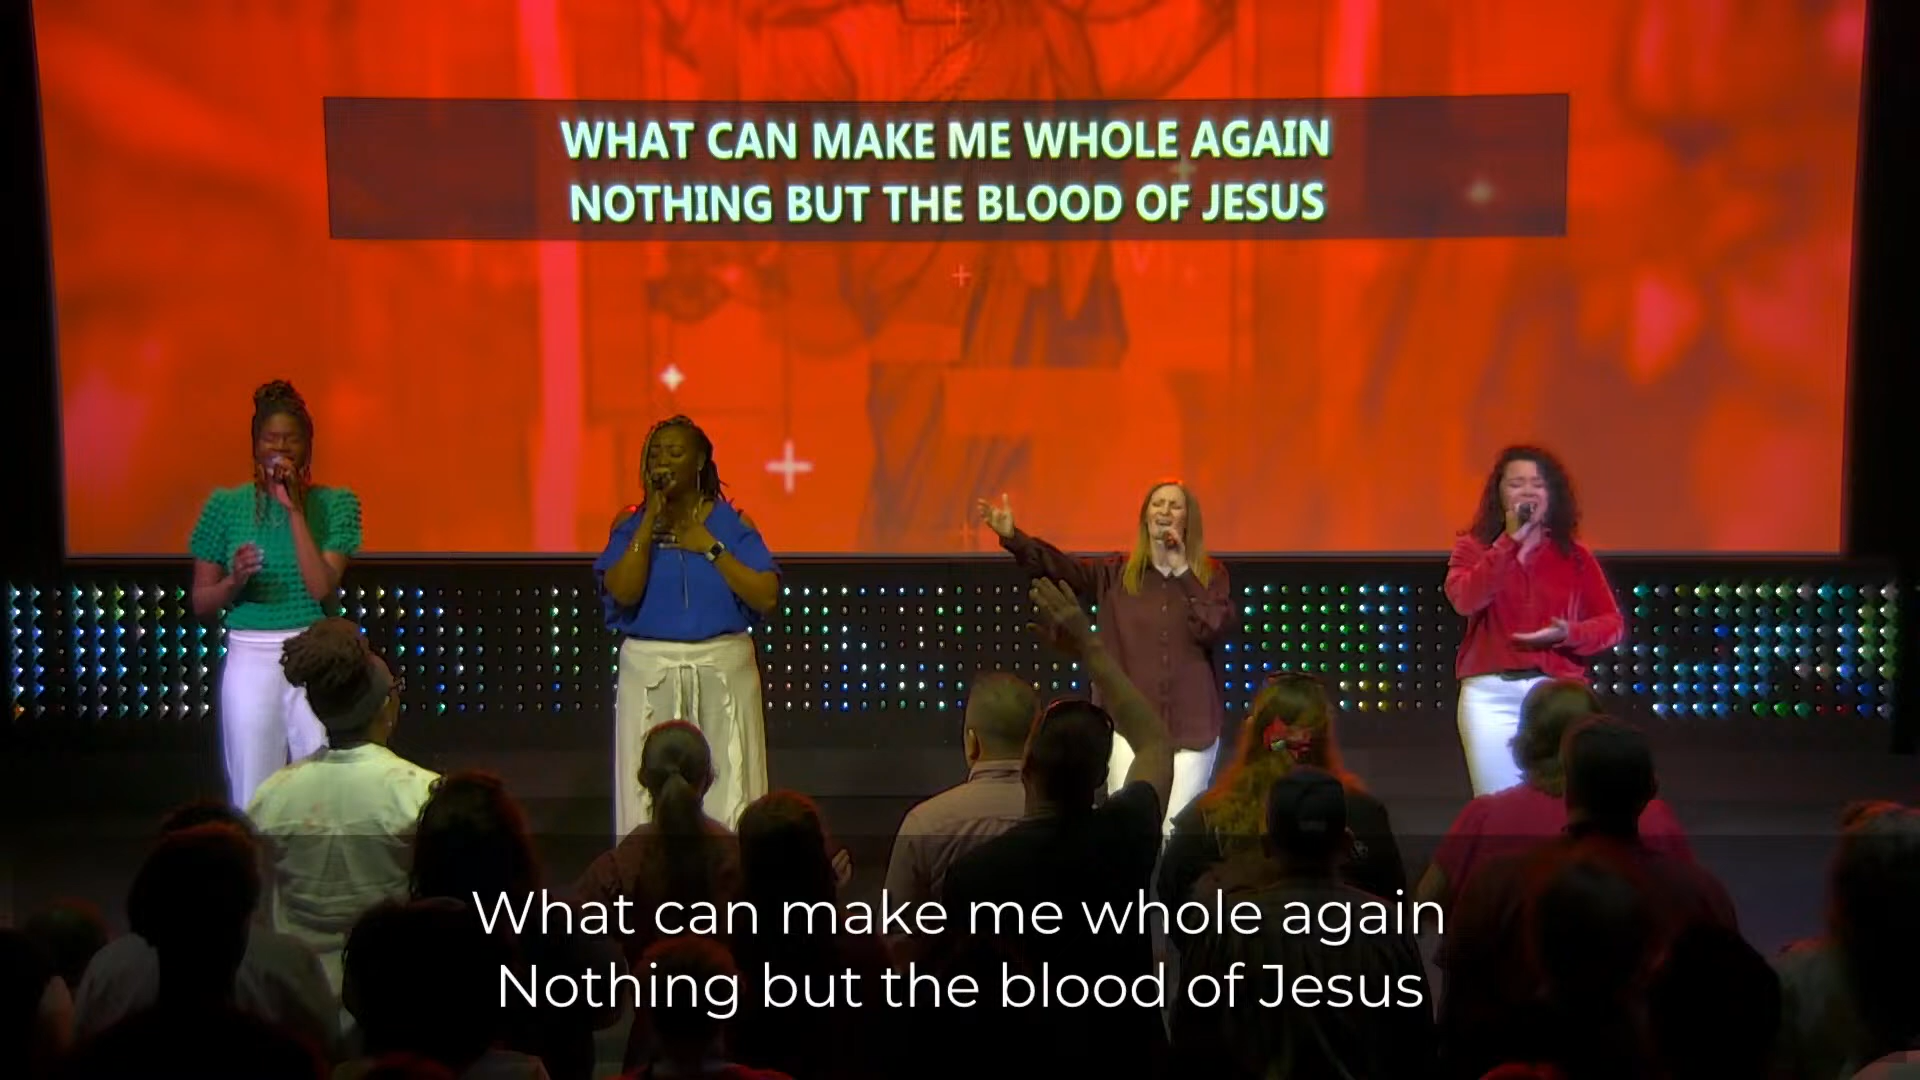 WHAT CAN MAKE ME WHOLE AGAIN
NOTHING BUT THE BLOOD OF JESUS
What can make me whole again
Nothing but the blood of Jesus